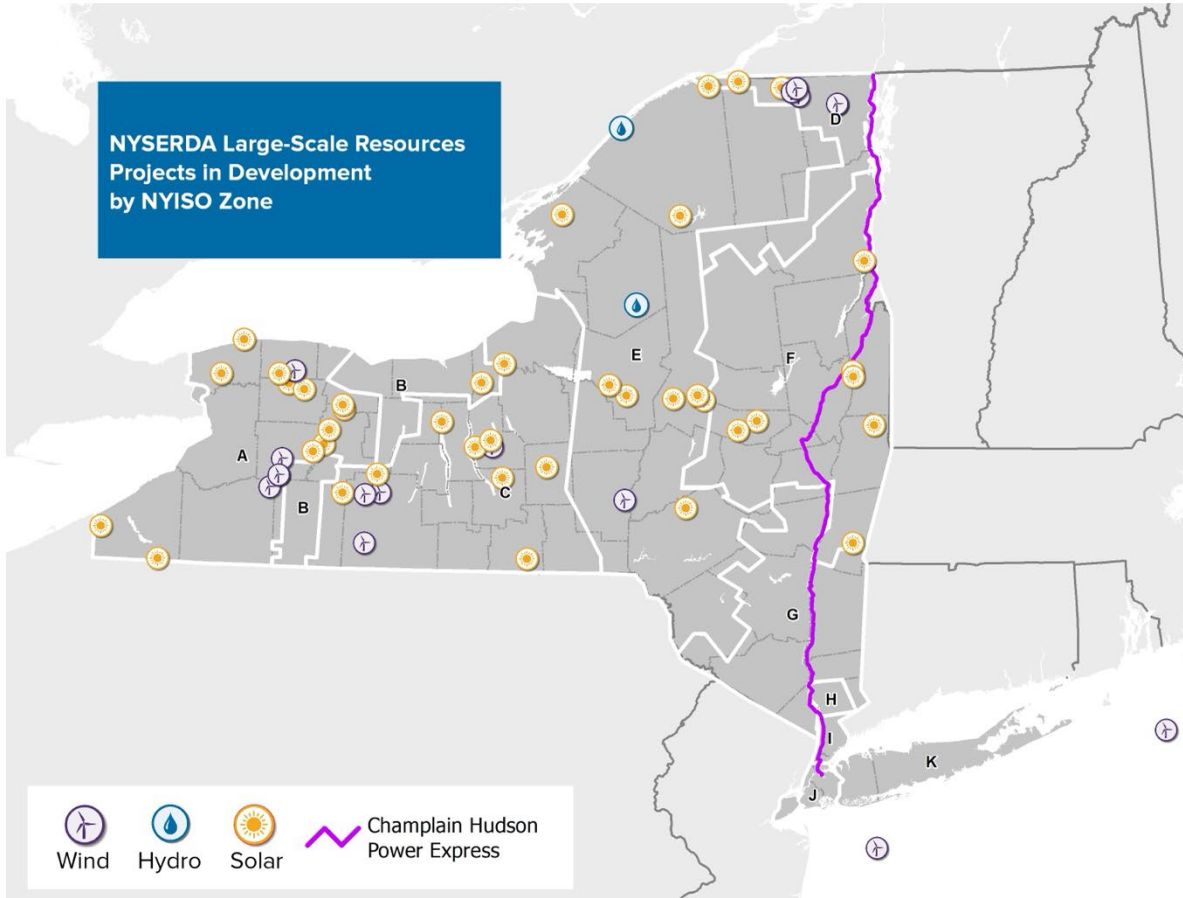 NYSERDA Large-Scale Resources
Projects in Development
by NYISO Zone
D
E
F
B
A
B
C
G
H
I
K
J
Wind
Hydro
Solar
Champlain Hudson
Power Express